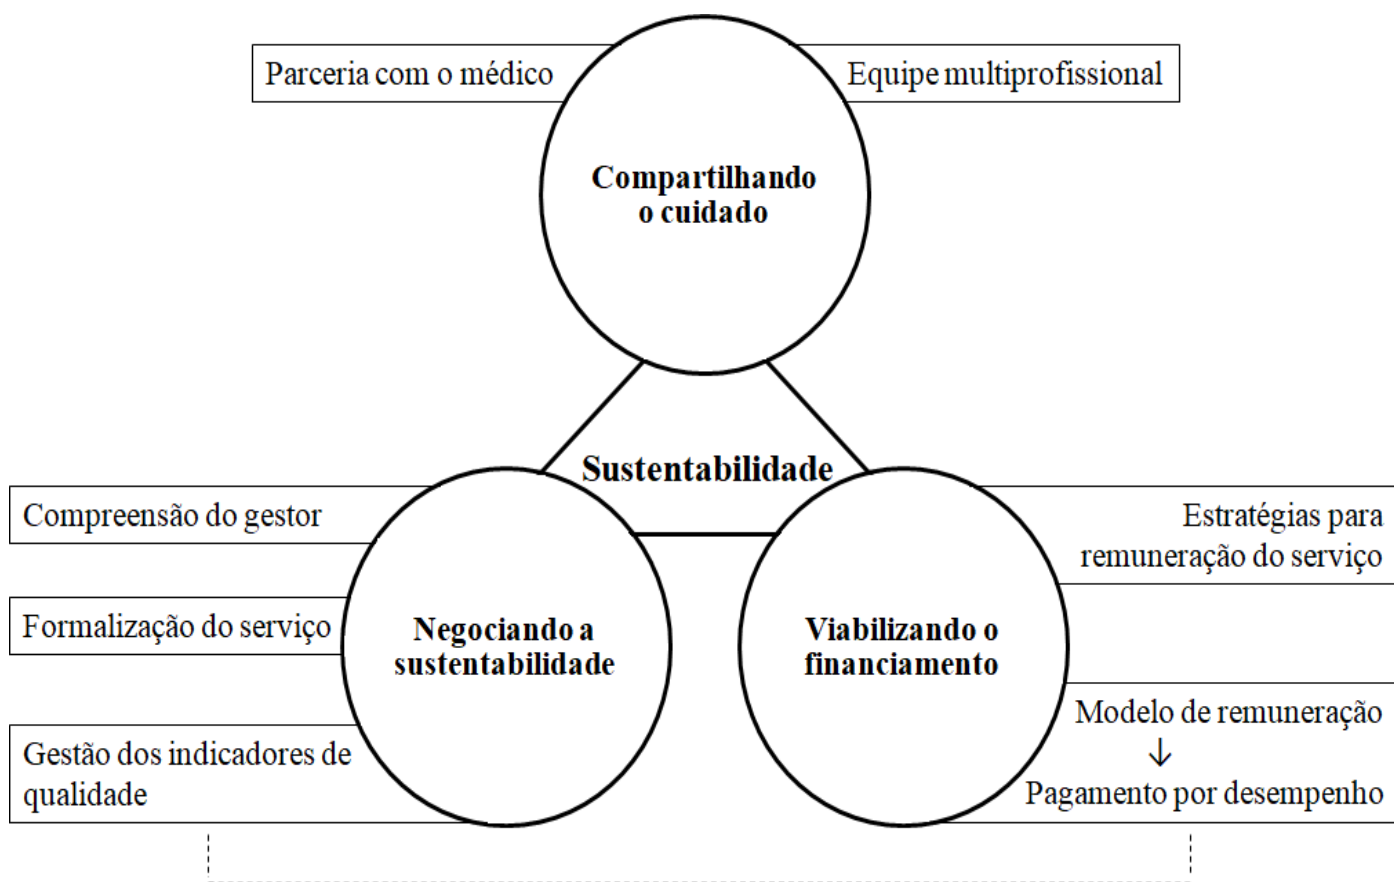 Parceria com o médico
Equipe multiprofissional
Compartilhando
o cuidado
Sustentabilidade
Compreensão do gestor
Formalização do serviço
Gestão dos indicadores de
qualidade
Negociando a
sustentabilidade
Viabilizando o
financiamento
Estratégias para
remuneração do serviço
Modelo de remuneração
↓
Pagamento por desempenho